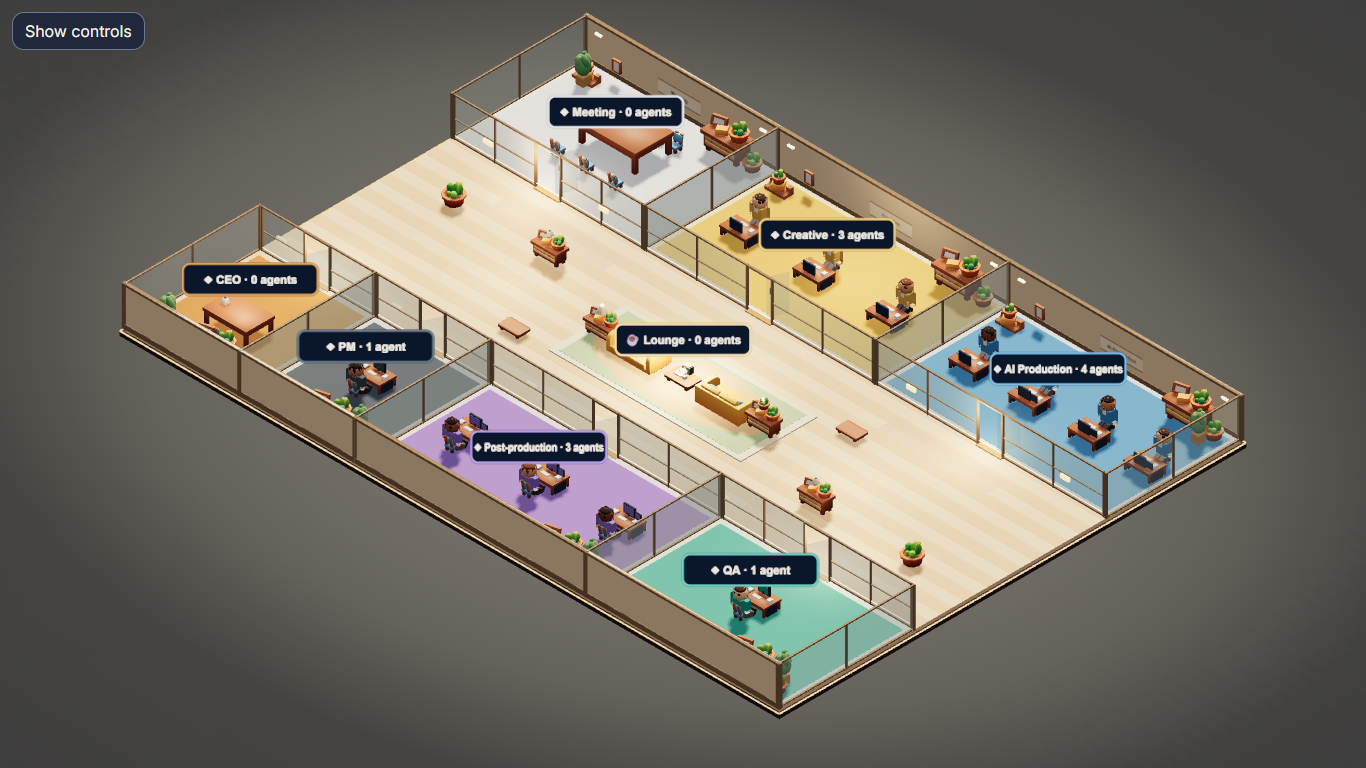 Show controls
◆ Meeting · 0 agents
◆ Creative · 3 agents
◆ CEO · 0 agents
◆ PM · 1 agent
Lounge · 0 agents
◆ AI Production · 4 agents
◆ Post-production · 3 agents
◆ QA · 1 agent